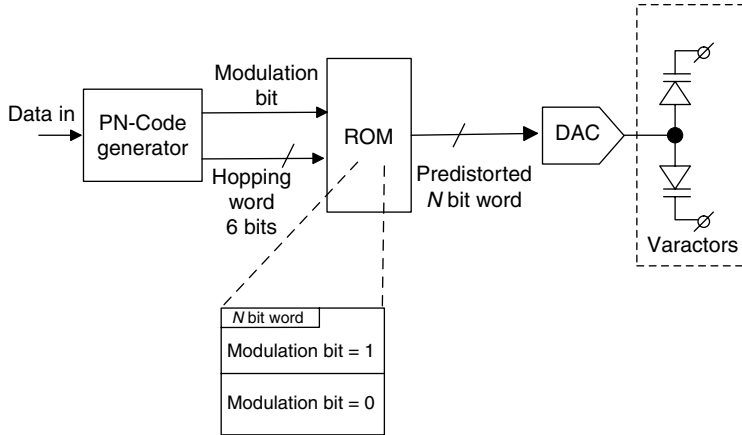 Data in
PN-Code
generator
Modulation
bit
Hopping
word
6 bits
ROM
Predistorted
N bit word
DAC
Varactors
N bit word
Modulation bit = 1
Modulation bit = 0